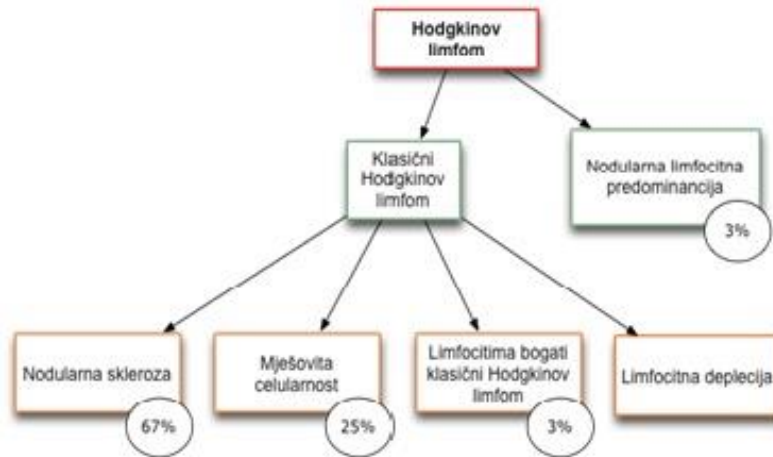 Hodgkinov
limfom
Klasični
Hodgkinov
limfom
Nodularna limfocitna
predominancija
3%
Nodularna skleroza
67%
Mješovita
celularnost
25%
Limfocitima bogati
klasični Hodgkinov
limfom
3%
Limfocitna deplecija